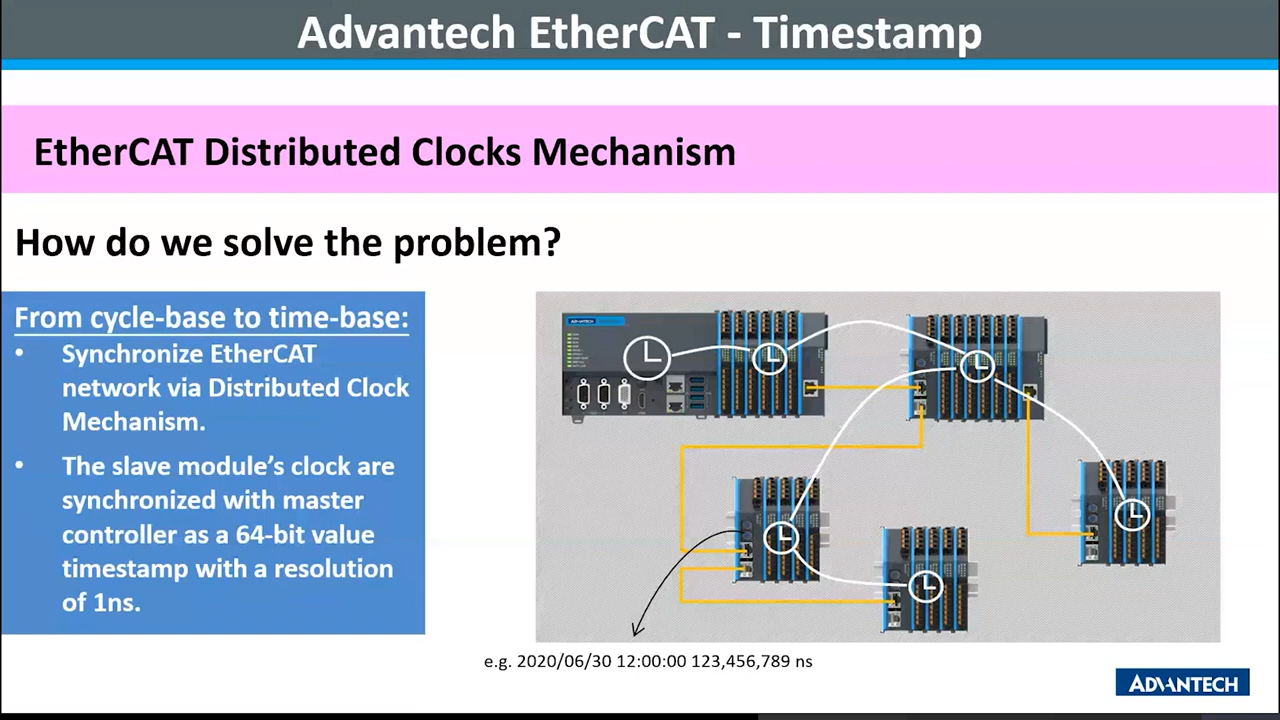 Advantech EtherCAT - Timestamp
EtherCAT Distributed Clocks Mechanism
How do we solve the problem?
From cycle-base to time-base:
• Synchronize EtherCAT
network via Distributed Clock
Mechanism.
• The slave module's clock are
synchronized with master
controller as a 64-bit value
timestamp with a resolution
of 1ns.
ADVANTECH
e.g. 2020/06/30 12:00:00 123,456,789 ns
ADVANTECH